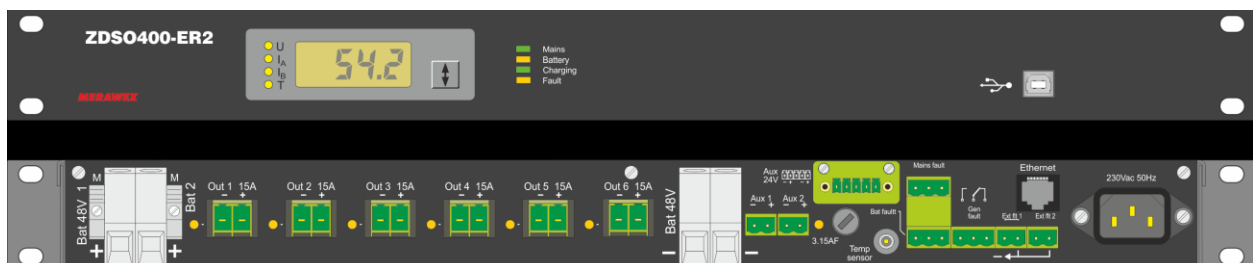 ZDSO400-ER2
MERAWEX
U
IA
IB
T
54.2
Mains
Battery
Charging
Fault
M
Bat 48V 1
+
M
Bat 2
+
Out 1 15A
- +
Out 2 15A
- +
Out 3 15A
- +
Out 4 15A
- +
Out 5 15A
- +
Out 6 15A
- +
Bat 48V
-
-
Aux
24V
- + - +
Aux 1 Aux 2
- + - +
3.15AF
Temp
sensor
Bat faultt
Mains fault
Gen
fault
Ethernet
Ext flt 1
Ext flt 2
-
230Vac 50Hz